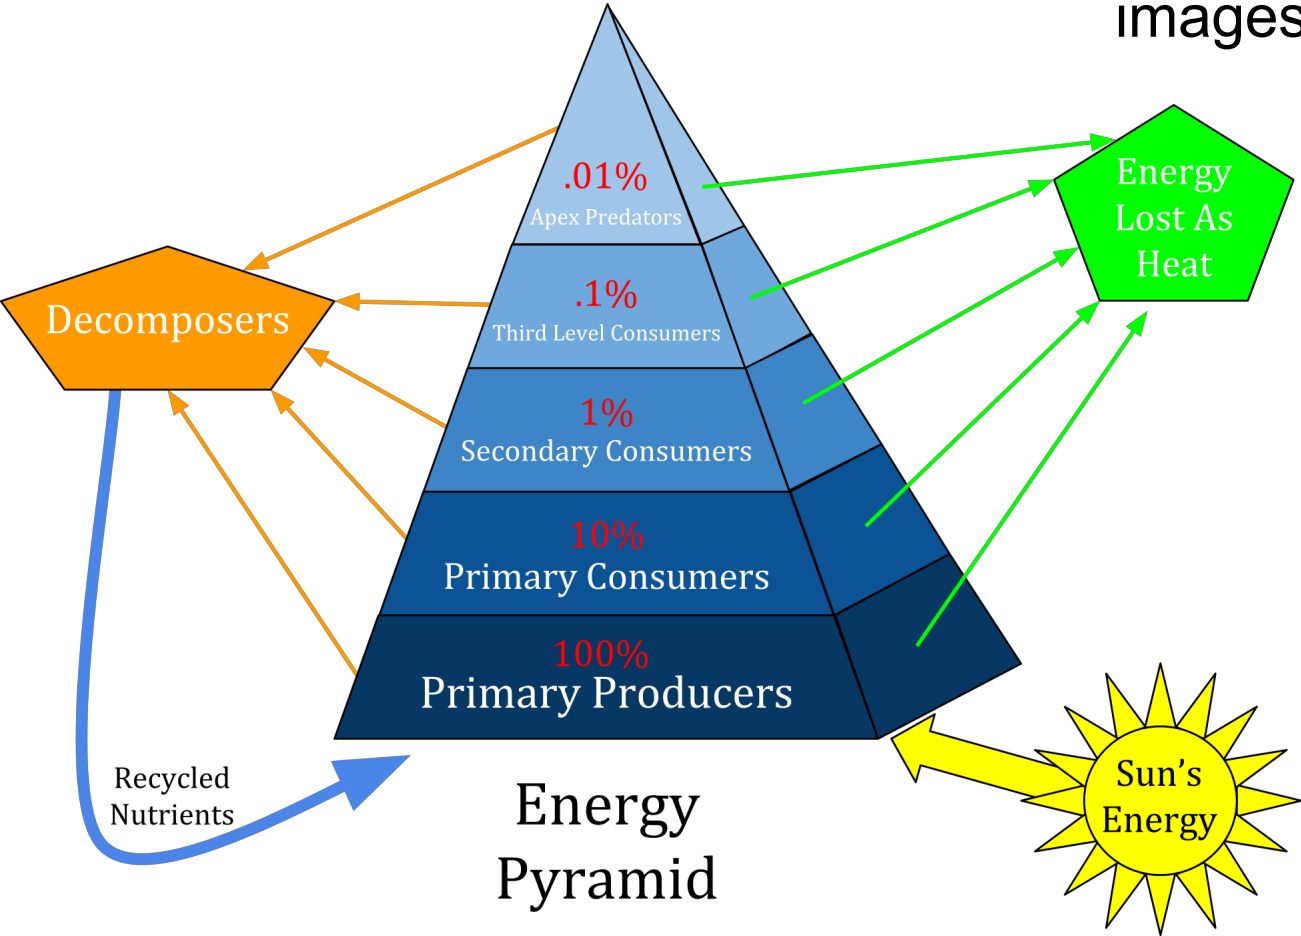 images
Energy
Lost As
Heat
.01%
Apex Predators
.1%
Third Level Consumers
Decomposers
1%
Secondary Consumers
10%
Primary Consumers
100%
Primary Producers
Recycled
Nutrients
Sun’s
Energy
Energy
Pyramid